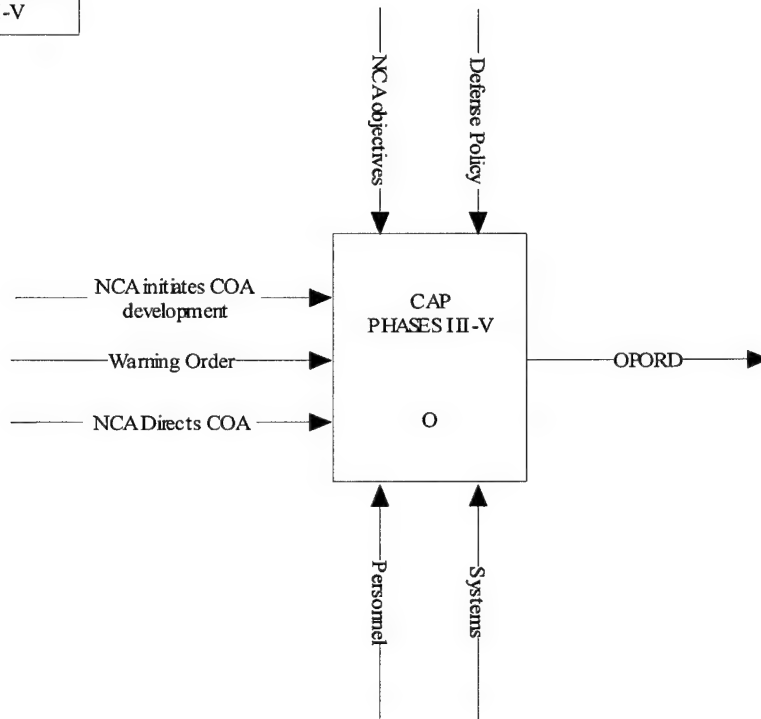 -V
NCA objectives
Defense Policy
NCA initiates COA
development
Warning Order
NCA Directs COA
CAP
PHASES III-V
O
OPORD
Personnel
Systems